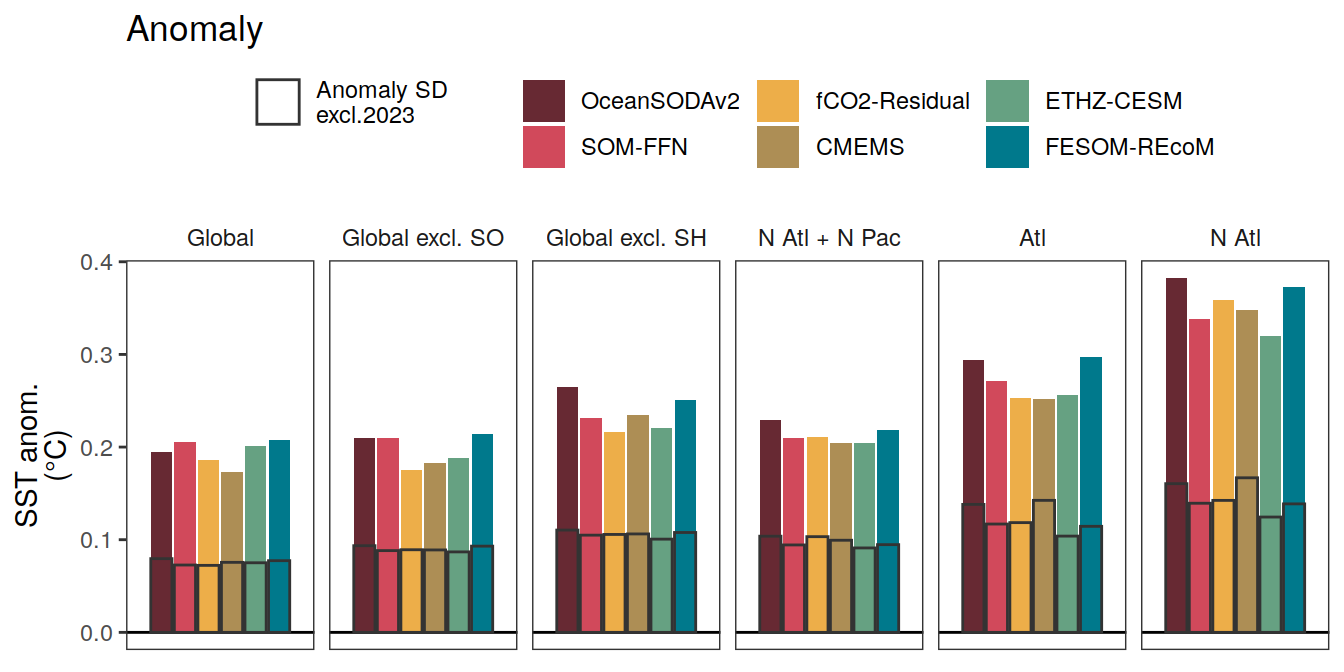 Anomaly
Anomaly SD
excl.2023
OceanSODAv2
fCO2-Residual
ETHZ-CESM
SOM-FFN
CMEMS
FESOM-REcoM
Global
Global excl. SO
Global excl. SH
N Atl + N Pac
Atl
N Atl
SST anom.
(°C)
0.4
0.3
0.2
0.1
0.0